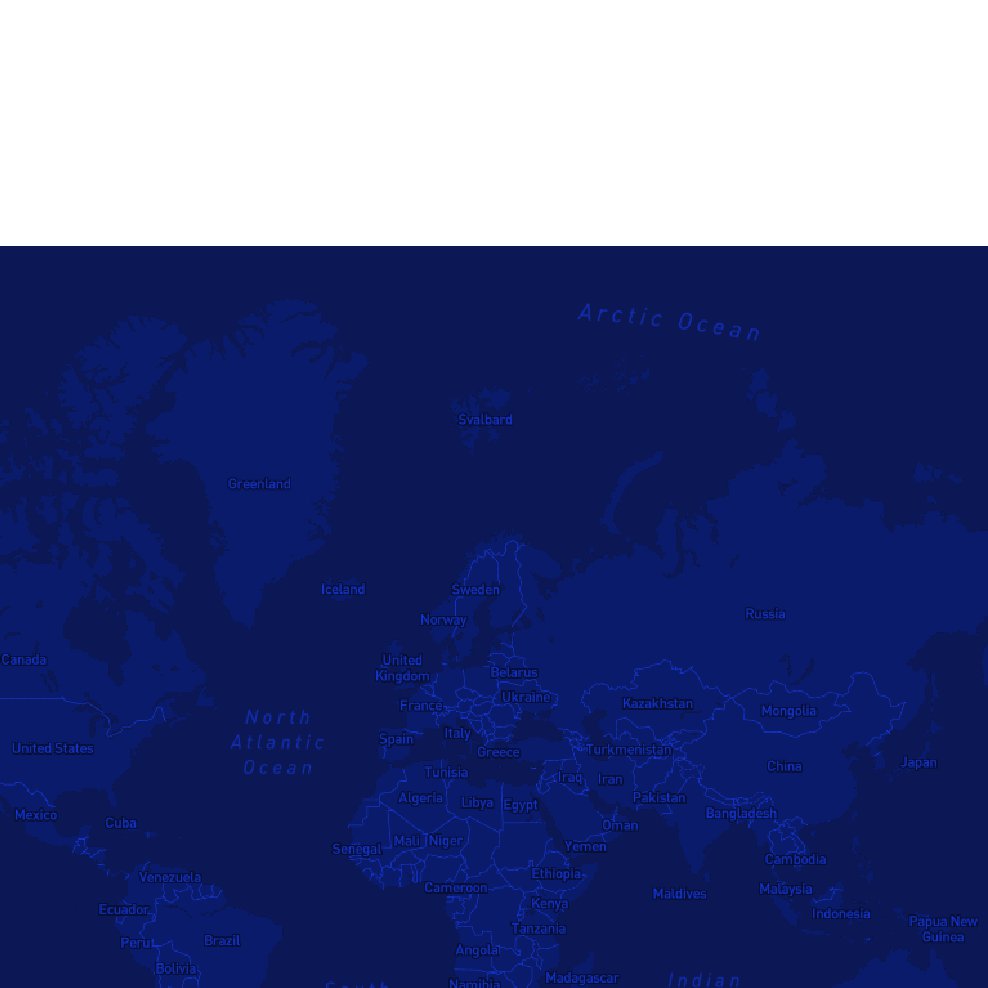 Arctic Ocean
Svalbard
Greenland
Iceland
Sweden
Russia
Norway
Canada
United
Kingdom
Belarus
Ukraine
Kazakhstan
France
Mongolia
North
Atlantic
Ocean
Italy
Spain
United States
Greece
Turkmenistan
China
Japan
Tunisia
Iraq
Iran
Algeria
Libya
Egypt
Pakistan
Mexico
Cuba
Bangladesh
Oman
Mali
Niger
Senegal
Yemen
Cambodia
Venezuela
Ethiopia
Cameroon
Maldives
Malaysia
Ecuador
Kenya
Indonesia
Papua New
Guinea
Tanzania
Peru
Brazil
Angola
Bolivia
Madagascar
Indian
Namibia
South